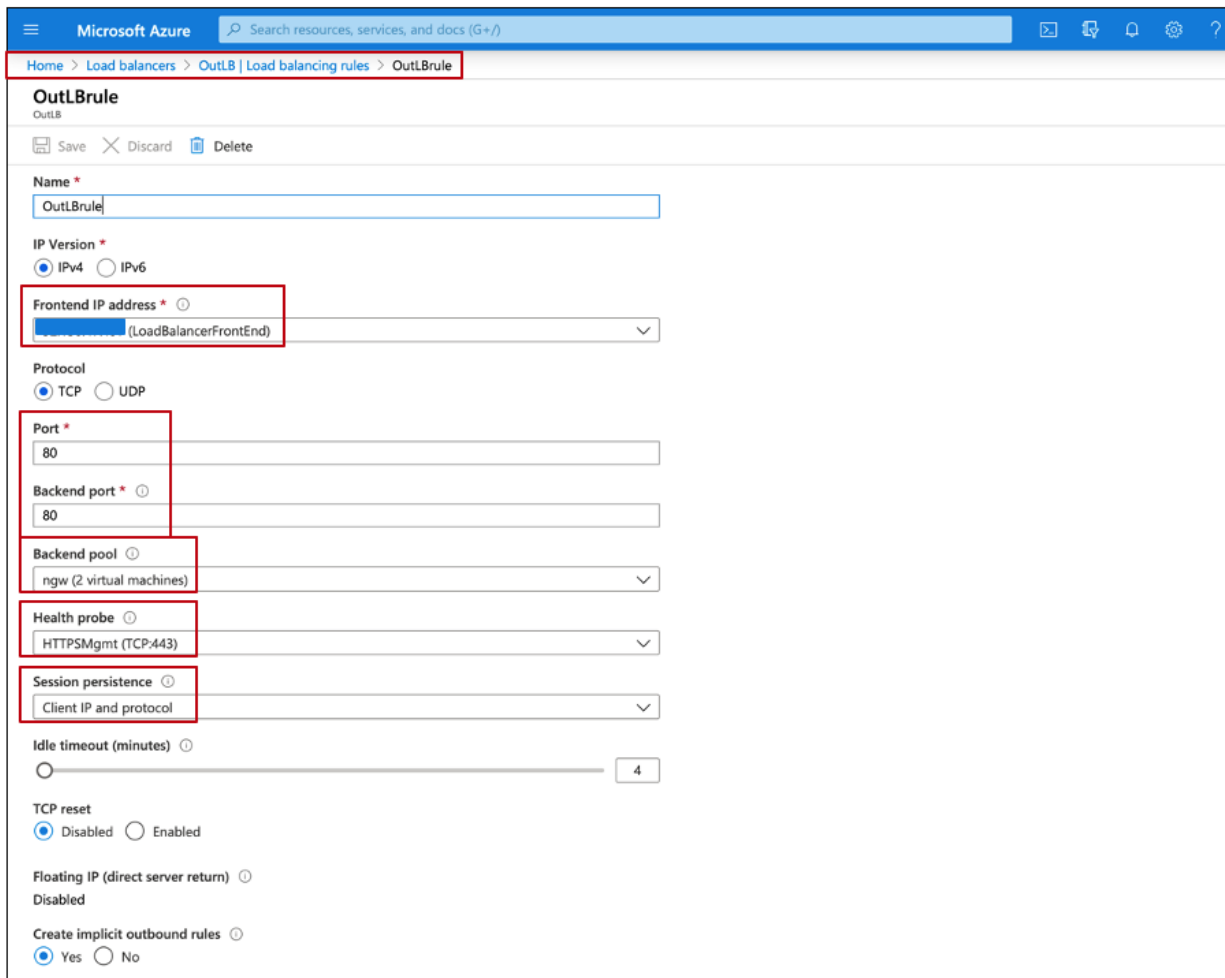 Microsoft Azure
Search resources, services, and docs (G+/)
Home > Load balancers > OutLB | Load balancing rules > OutLBrule
OutLBrule
OutLB
Save Discard Delete
Name *
OutLBrule
IP Version *
IPv4 IPv6
Frontend IP address *
(LoadBalancerFrontEnd)
Protocol
TCP UDP
Port *
80
Backend port *
80
Backend pool
ngw (2 virtual machines)
Health probe
HTTPSMgmt (TCP:443)
Session persistence
Client IP and protocol
Idle timeout (minutes)
4
TCP reset
Disabled Enabled
Floating IP (direct server return)
Disabled
Create implicit outbound rules
Yes No